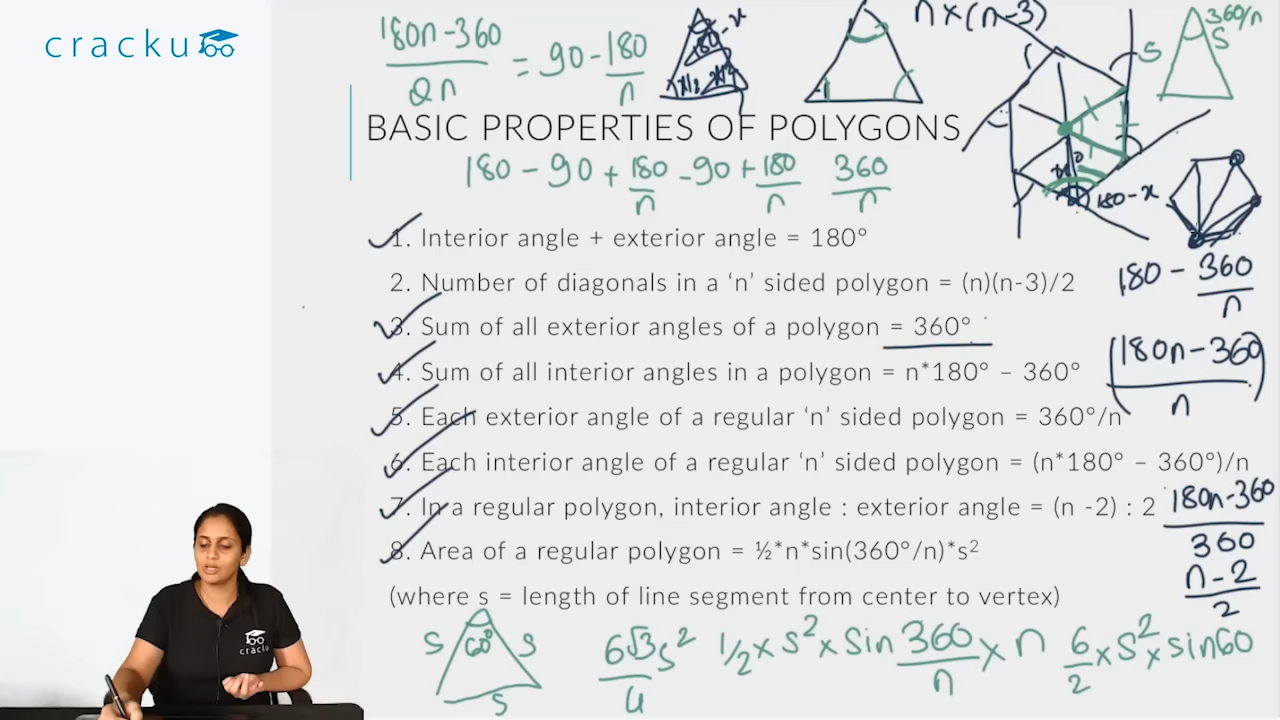 cracku
180n-360/2n = 90 - 180/n
180-x
x/2 x/2
n×(n-3)
S
360/n
S
BASIC PROPERTIES OF POLYGONS
180 - 90 + 180/n - 90 + 180/n 360/n
180-x
1. Interior angle + exterior angle = 180°
2. Number of diagonals in a ‘n’ sided polygon = (n)(n-3)/2
180 - 360/n
3. Sum of all exterior angles of a polygon = 360°
4. Sum of all interior angles in a polygon = n*180° – 360°
(180n-360)/n
5. Each exterior angle of a regular ‘n’ sided polygon = 360°/n
6. Each interior angle of a regular ‘n’ sided polygon = (n*180° – 360°)/n
7. In a regular polygon, interior angle : exterior angle = (n -2) : 2
180n-360/360
8. Area of a regular polygon = ½*n*sin(360°/n)*s²
n-2/2
(where s = length of line segment from center to vertex)
S 60° S
S
6√3s²/4
1/2 × S² × Sin 360/n × n
6/2 × S² × sin60
cracku